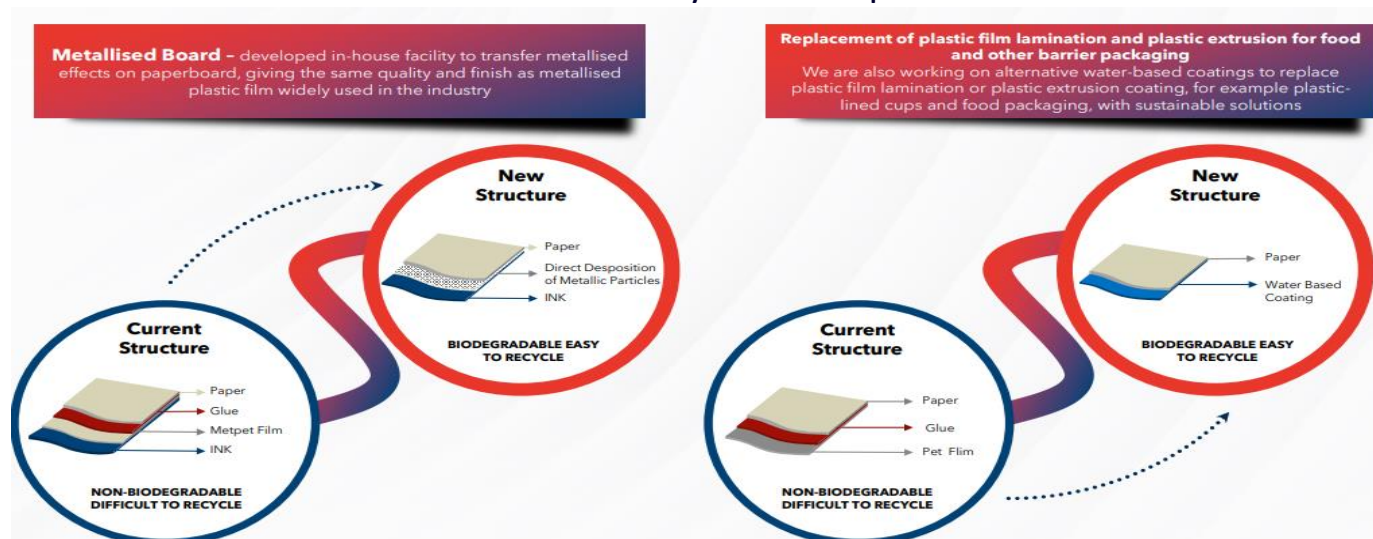 Metallised Board – developed in-house facility to transfer metallised
effects on paperboard, giving the same quality and finish as metallised
plastic film widely used in the industry
New
Structure
Paper
Direct Desposition
of Metallic Particles
INK
BIODEGRADABLE EASY
TO RECYCLE
Current
Structure
Paper
Glue
Metpet Film
INK
NON-BIODEGRADABLE
DIFFICULT TO RECYCLE
Replacement of plastic film lamination and plastic extrusion for food
and other barrier packaging
We are also working on alternative water-based coatings to replace
plastic film lamination or plastic extrusion coating, for example plastic-
lined cups and food packaging, with sustainable solutions
New
Structure
Paper
Water Based
Coating
BIODEGRADABLE EASY
TO RECYCLE
Current
Structure
Paper
Glue
Pet Flim
NON-BIODEGRADABLE
DIFFICULT TO RECYCLE